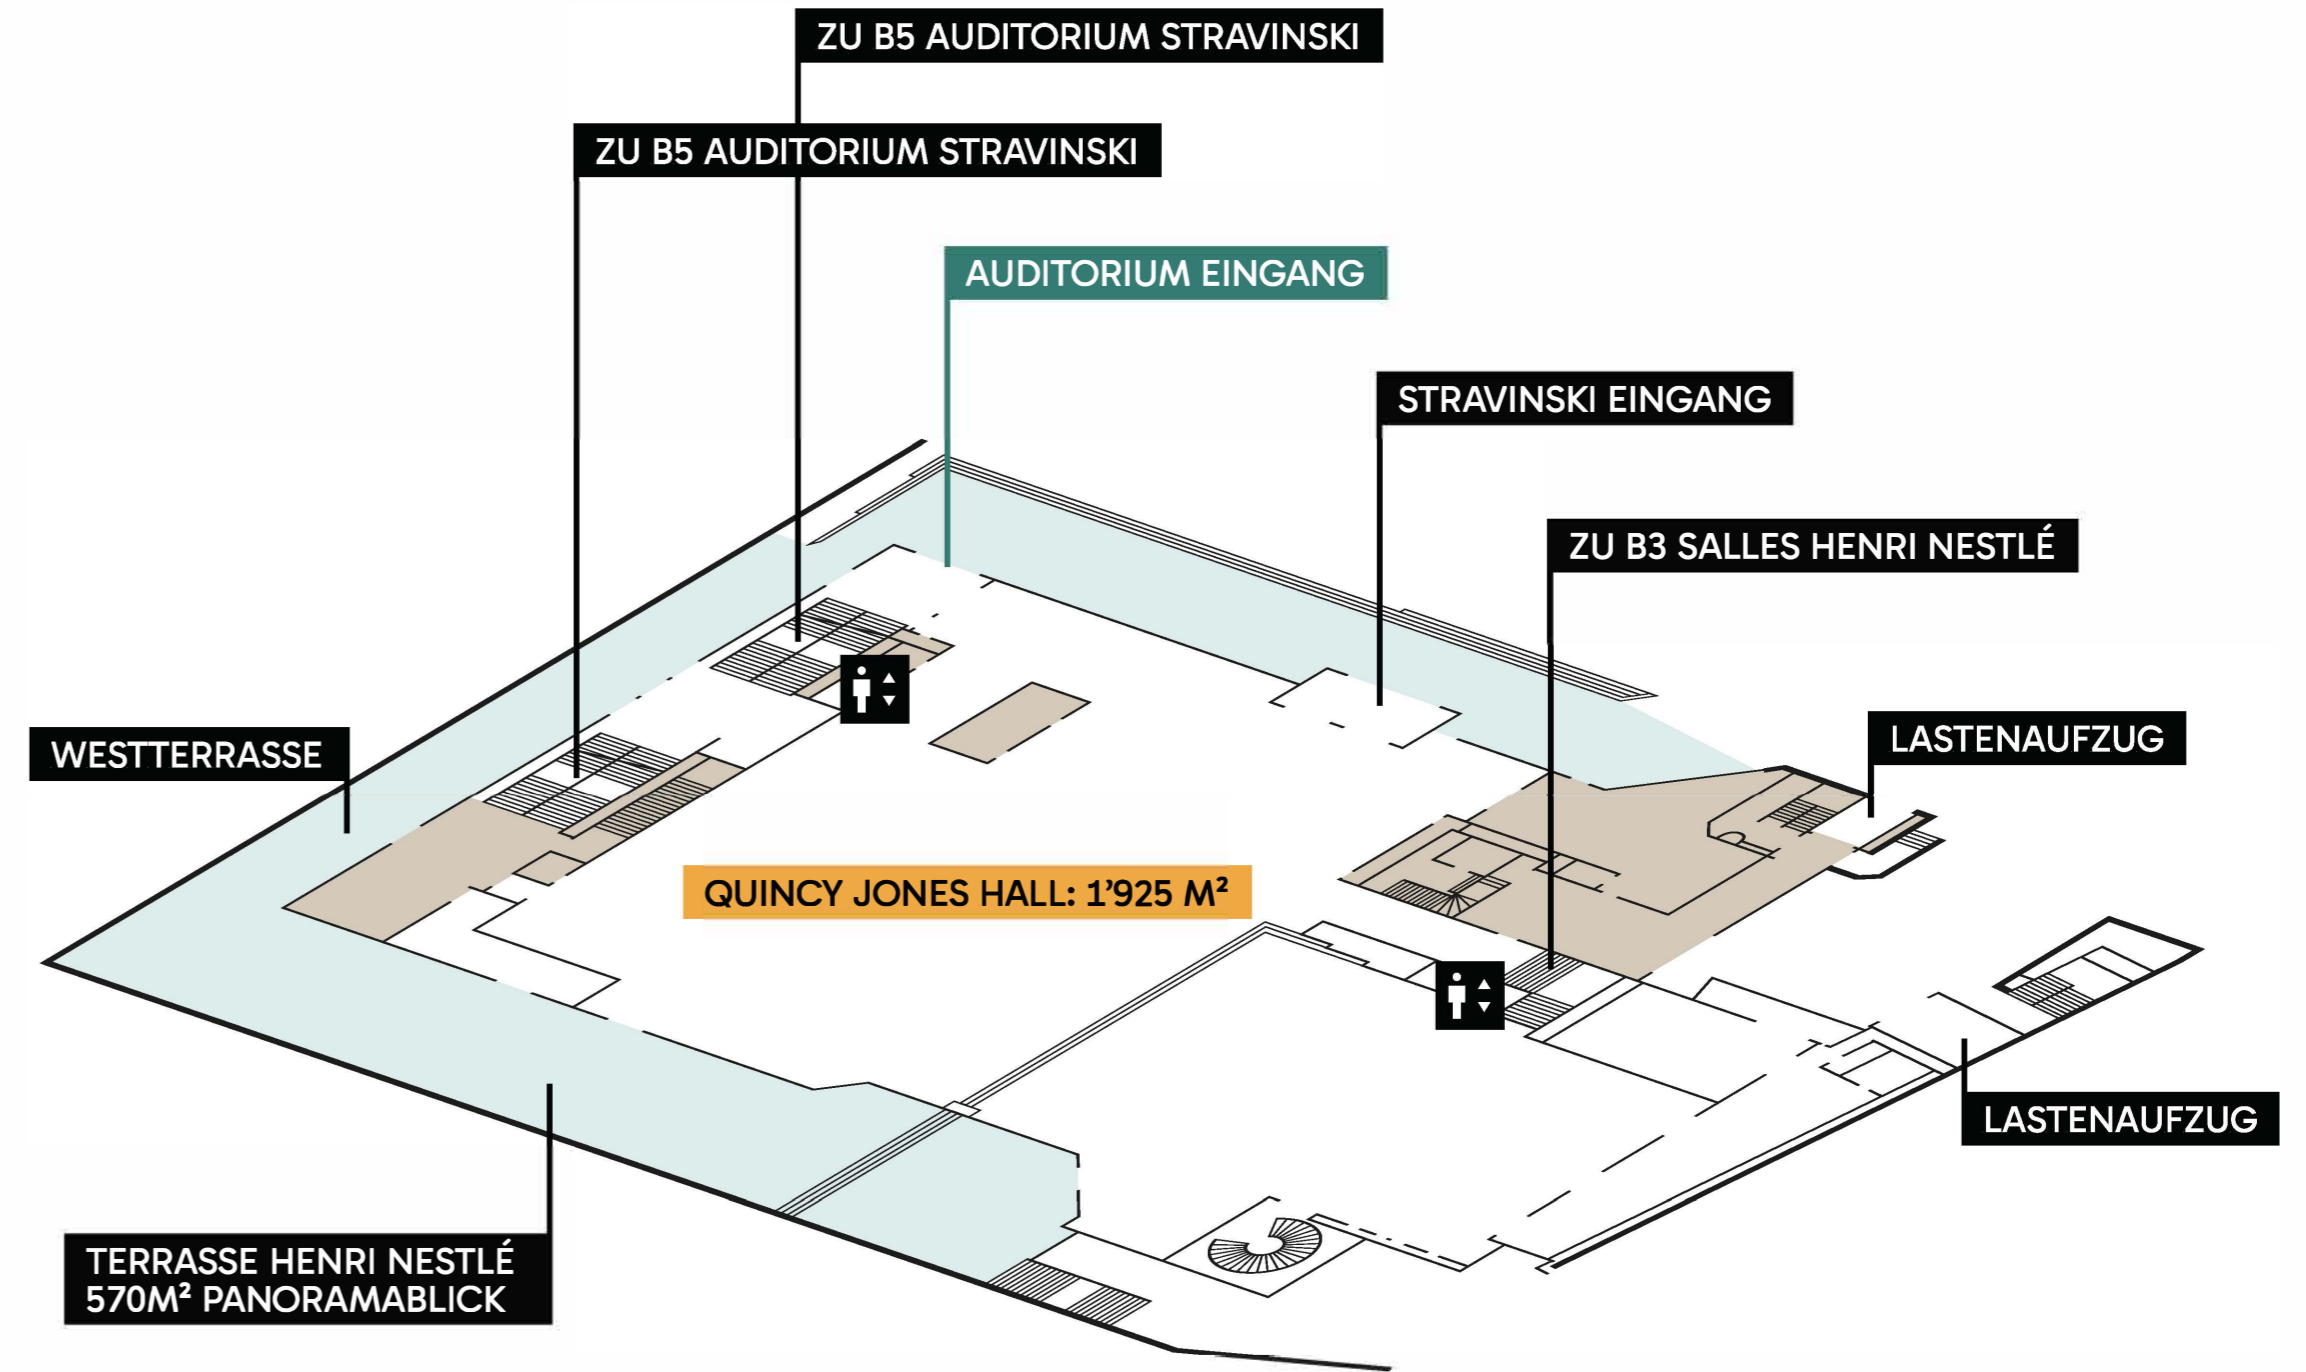 ZU B5 AUDITORIUM STRAVINSKI
ZU B5 AUDITORIUM STRAVINSKI
AUDITORIUM EINGANG
STRAVINSKI EINGANG
ZU B3 SALLES HENRI NESTLÉ
LASTENAUFZUG
WESTTERRASSE
QUINCY JONES HALL: 1’925 M²
LASTENAUFZUG
TERRASSE HENRI NESTLÉ
570M² PANORAMABLICK